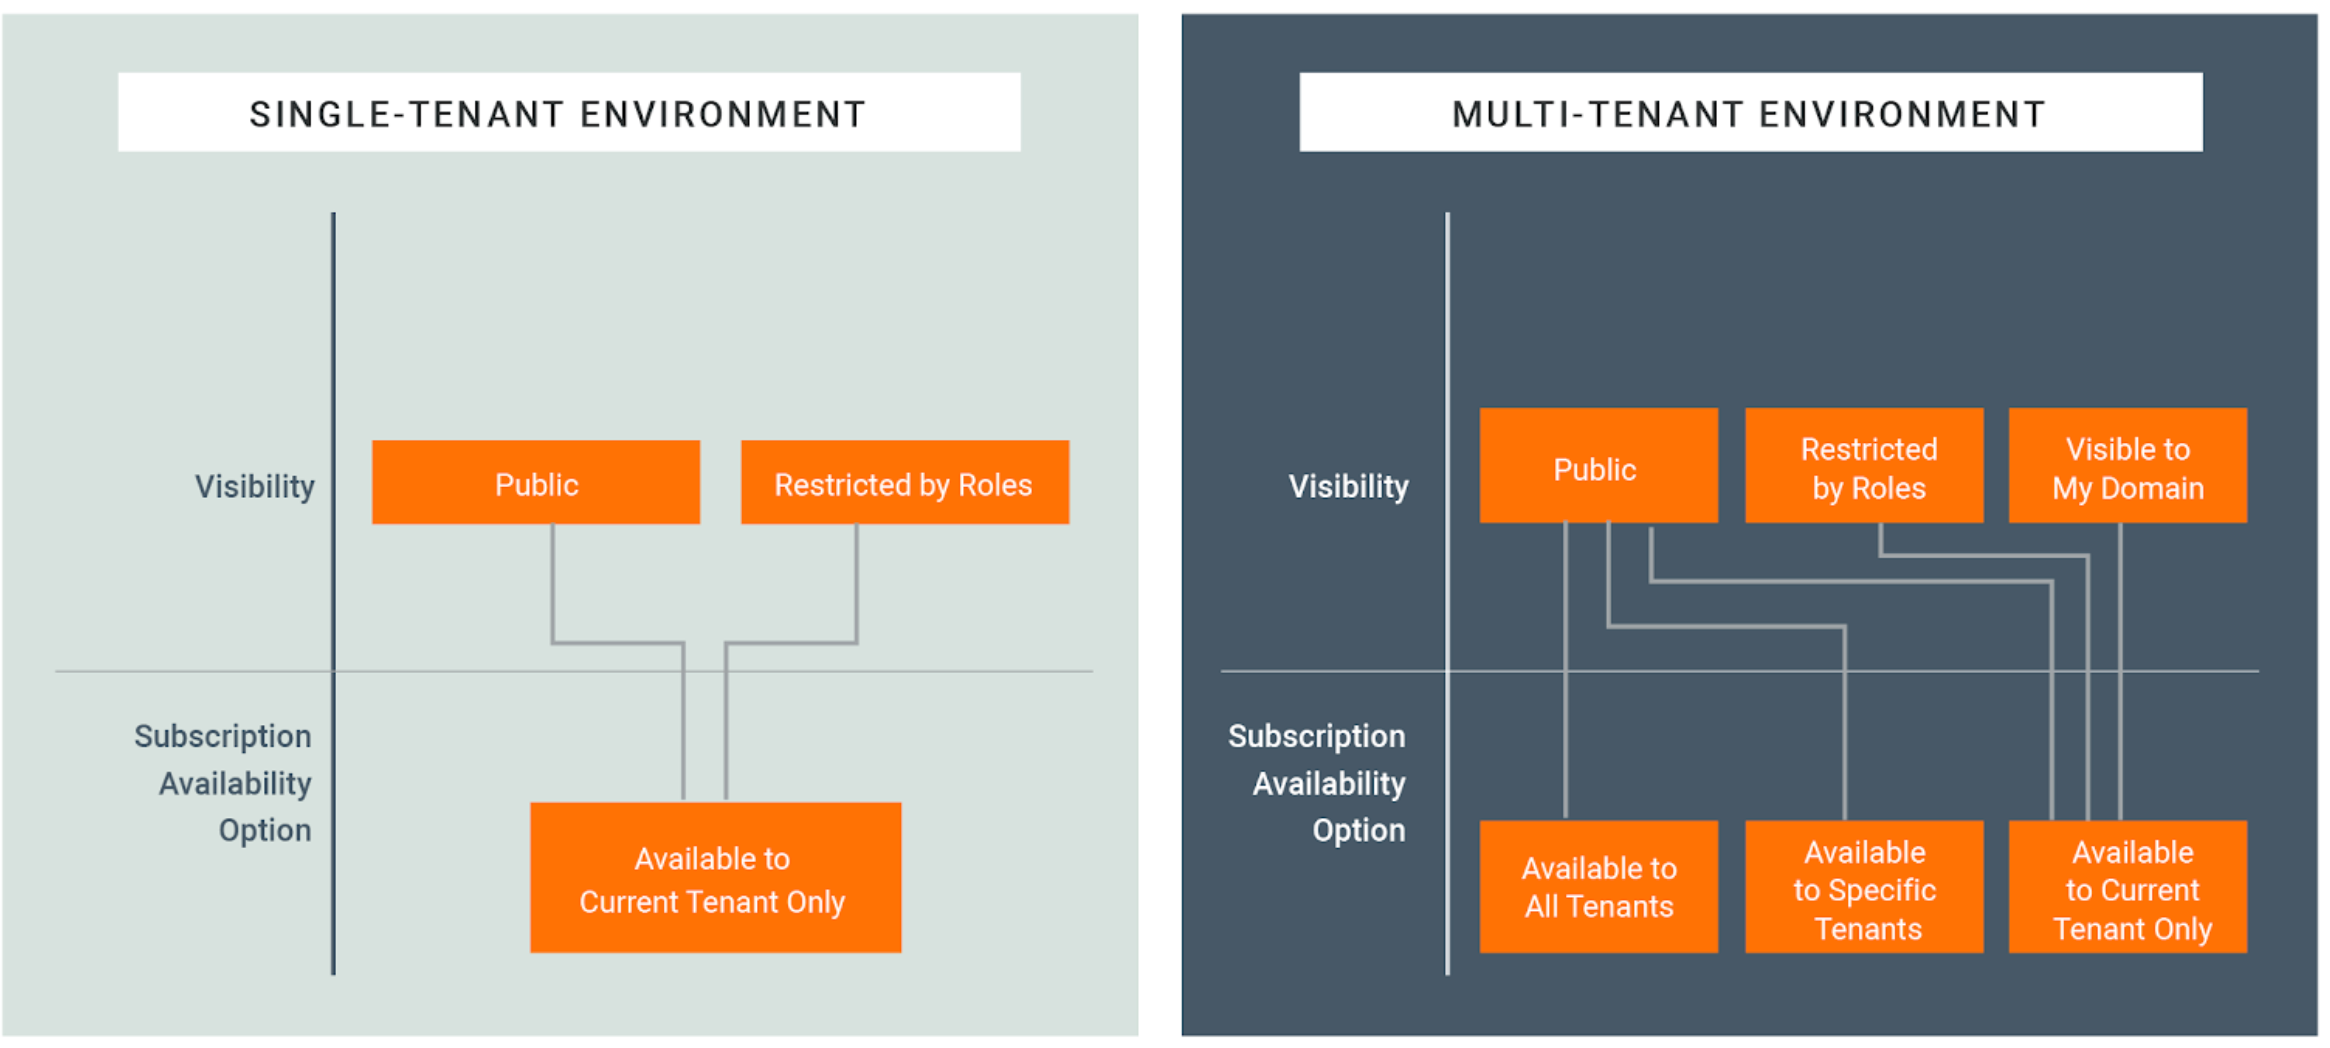 SINGLE-TENANT ENVIRONMENT
Visibility
Public
Restricted by Roles
Subscription
Availability
Option
Available to
Current Tenant Only
MULTI-TENANT ENVIRONMENT
Visibility
Public
Restricted
by Roles
Visible to
My Domain
Subscription
Availability
Option
Available to
All Tenants
Available
to Specific
Tenants
Available
to Current
Tenant Only